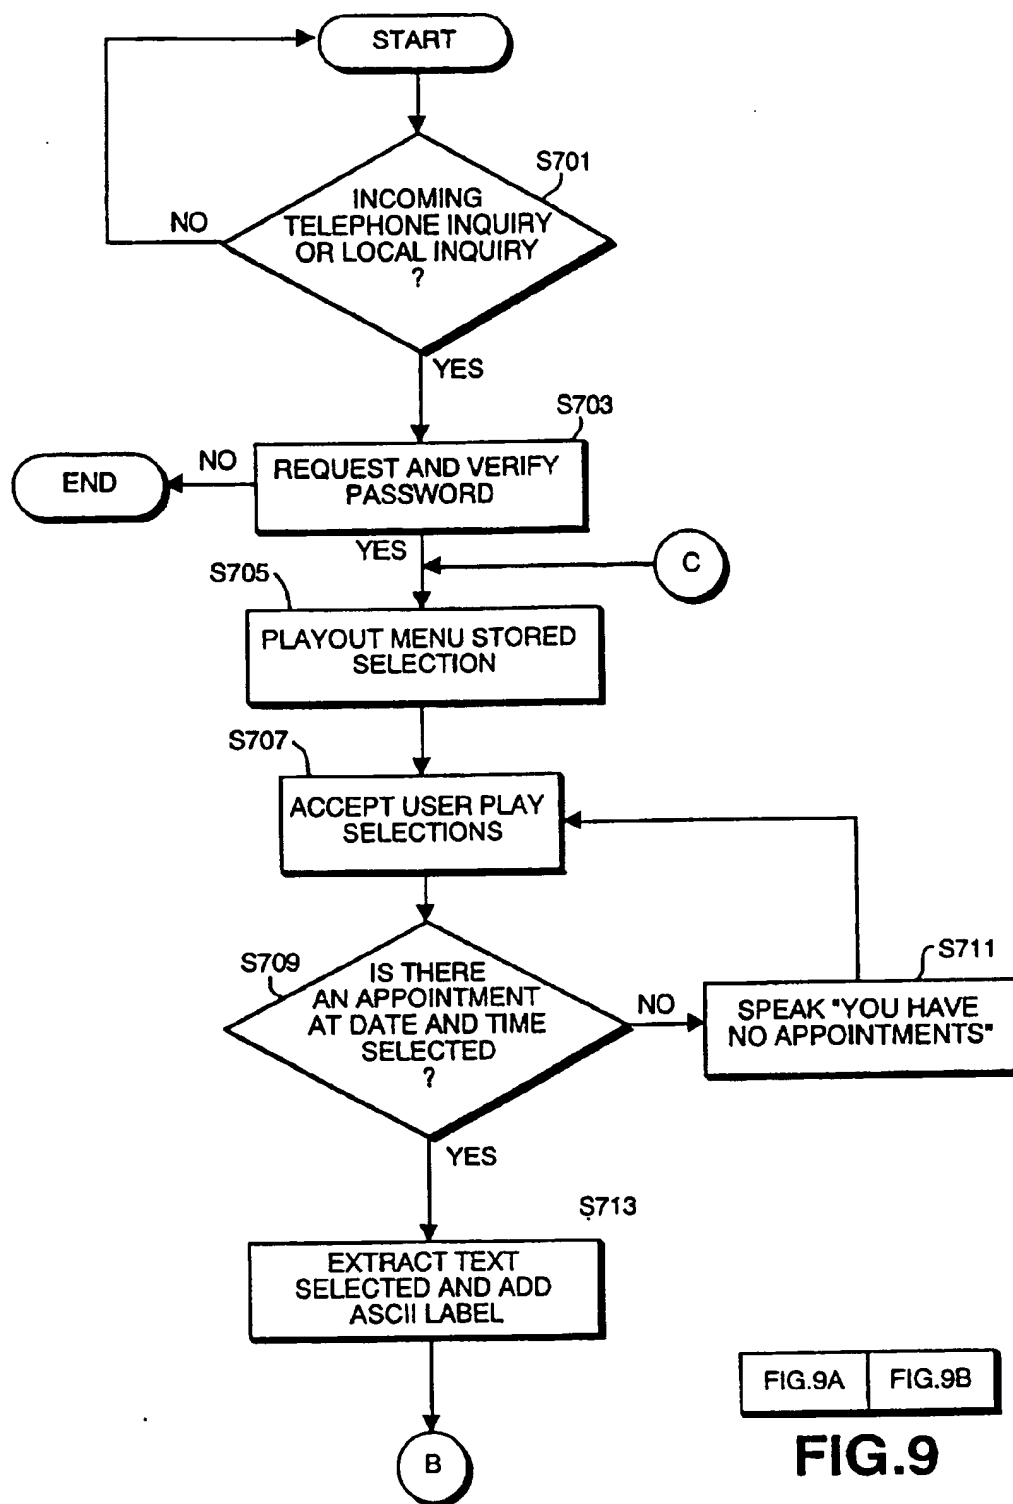 START
S701
INCOMING
TELEPHONE INQUIRY
OR LOCAL INQUIRY
?
NO
YES
S703
REQUEST AND VERIFY
PASSWORD
NO
END
YES
C
S705
PLAYOUT MENU STORED
SELECTION
S707
ACCEPT USER PLAY
SELECTIONS
S709
IS THERE
AN APPOINTMENT
AT DATE AND TIME
SELECTED
?
NO
S711
SPEAK "YOU HAVE
NO APPOINTMENTS"
YES
S713
EXTRACT TEXT
SELECTED AND ADD
ASCII LABEL
B
FIG.9A FIG.9B
FIG.9